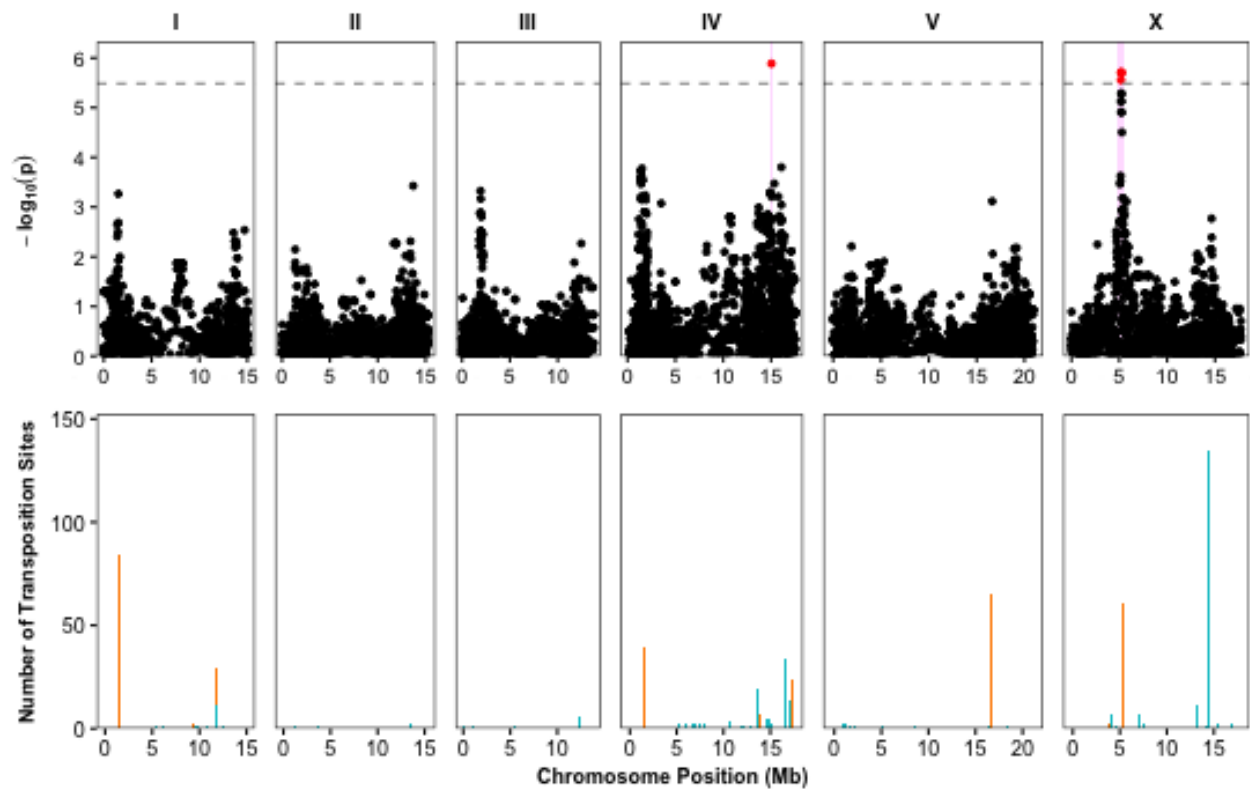 I II III IV V X
− log10(p)
6
5
4
3
2
1
0
0 5 10 15 0 5 10 15 0 5 10 0 5 10 15 0 5 10 15 20 0 5 10 15
Number of Transposition Sites
150
100
50
0
0 5 10 15 0 5 10 15 0 5 10 0 5 10 15 0 5 10 15 20 0 5 10 15
Chromosome Position (Mb)